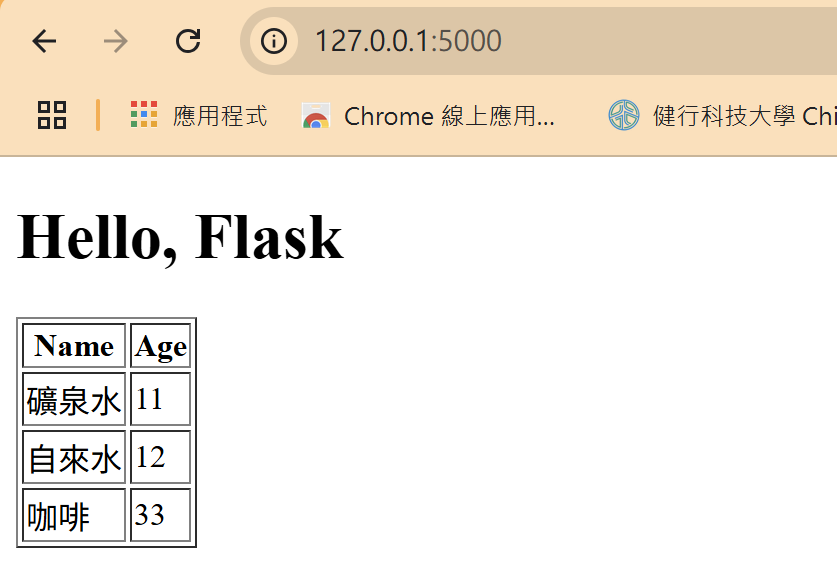 127.0.0.1:5000
應用程式 Chrome 線上應用... 健行科技大學 Chi
Hello, Flask
Name Age
礦泉水 11
自來水 12
咖啡 33